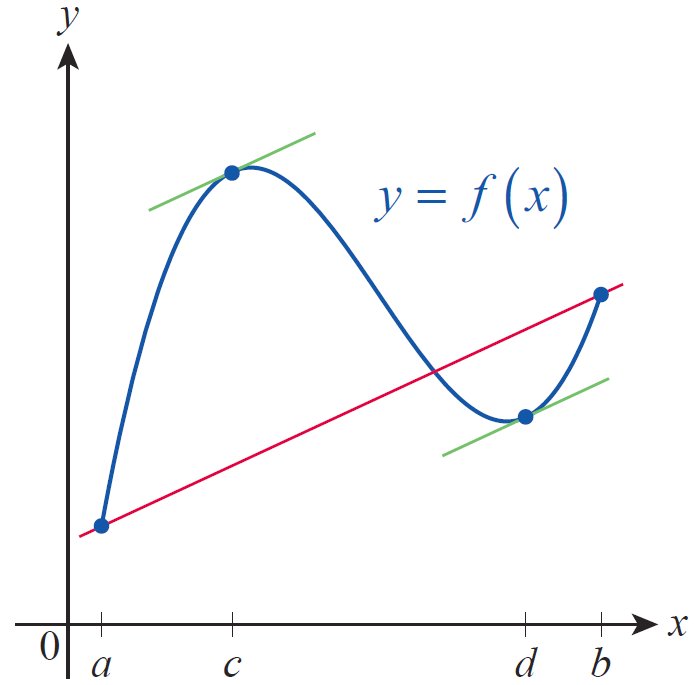 y
y = f(x)
0
a c d b x